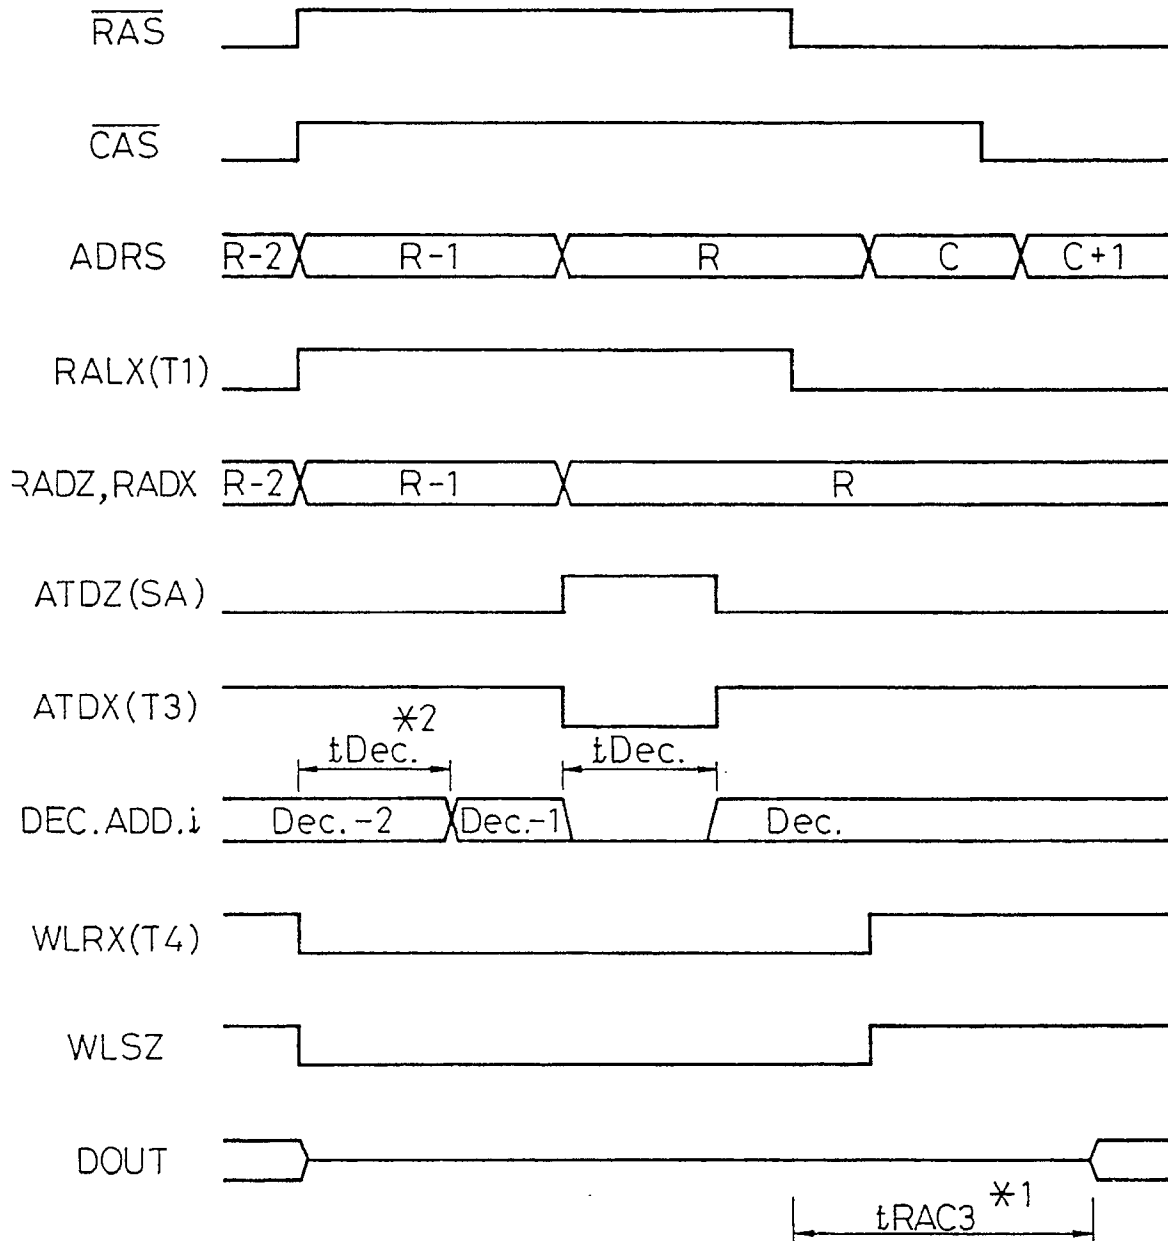 RAS
CAS
ADRS R-2 R-1 R C C+1
RALX(T1)
RADZ,RADX R-2 R-1 R
ATDZ(SA)
ATDX(T3)
*2
tDec. tDec.
DEC.ADD.i Dec.-2 Dec.-1 Dec.
WLRX(T4)
WLSZ
DOUT
*1
tRAC3